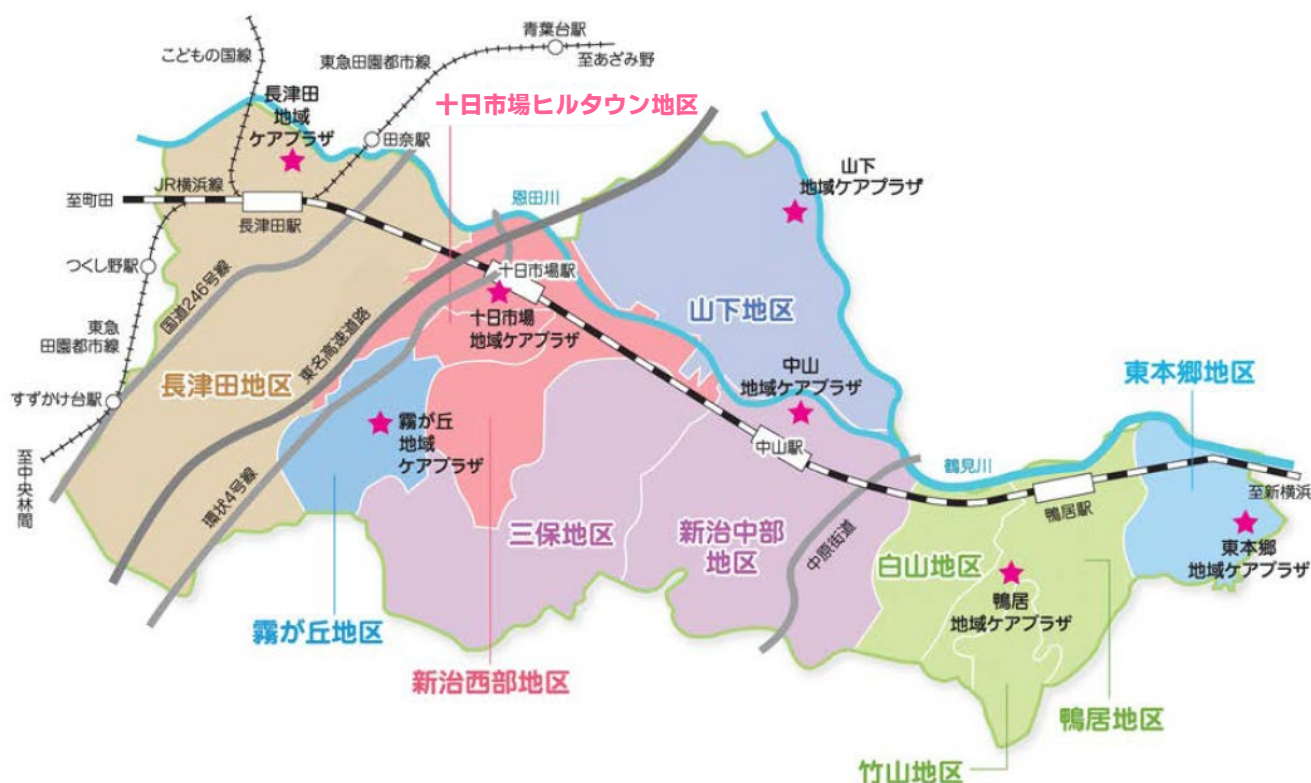 青葉台駅
至あざみ野
こどもの国線
東急田園都市線
長津田
地域
ケアプラザ
十日市場ヒルタウン地区
田奈駅
山下
地域ケアプラザ
JR横浜線
至町田
恩田川
長津田駅
つくし野駅
国道246号線
十日市場駅
東急
田園都市線
東名高速道路
十日市場
地域ケアプラザ
山下地区
中山
地域ケアプラザ
長津田地区
東本郷地区
すずかけ台駅
霧が丘
地域
ケアプラザ
中山駅
鶴見川
至中央林間
環状4号線
至新横浜
鴨居駅
三保地区
新治中部
地区
中原街道
白山地区
東本郷
地域ケアプラザ
鴨居
地域ケアプラザ
霧が丘地区
新治西部地区
鴨居地区
竹山地区